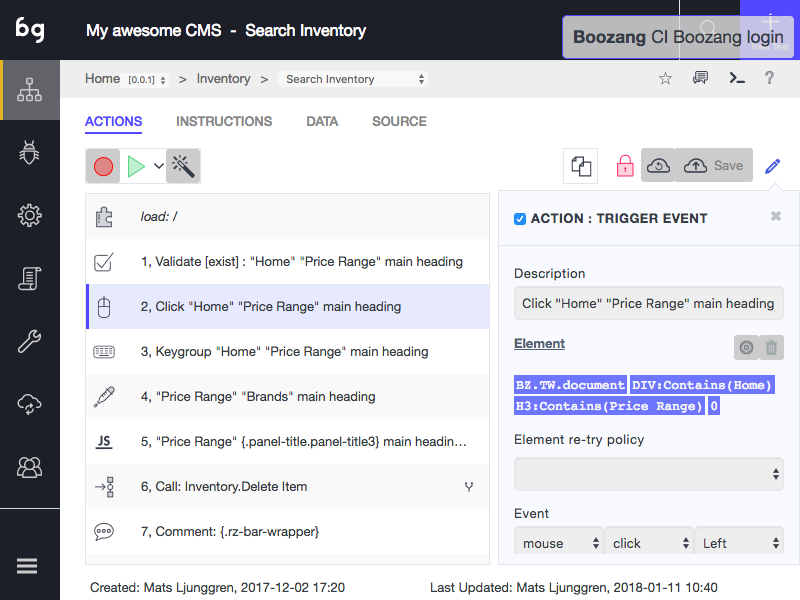 bg
My awesome CMS - Search Inventory
Boozang CI Boozang login
Home [0.0.1] > Inventory > Search Inventory
?
ACTIONS INSTRUCTIONS DATA SOURCE
Save
load: /
1, Validate [exist] : "Home" "Price Range" main heading
2, Click "Home" "Price Range" main heading
3, Keygroup "Home" "Price Range" main heading
4, "Price Range" "Brands" main heading
JS 5, "Price Range" {.panel-title.panel-title3} main headin...
6, Call: Inventory.Delete Item
7, Comment: {.rz-bar-wrapper}
ACTION : TRIGGER EVENT
Description
Click "Home" "Price Range" main heading
Element
BZ.TW.document DIV:Contains(Home)
H3:Contains(Price Range) 0
Element re-try policy
Event
mouse click Left
Created: Mats Ljunggren, 2017-12-02 17:20 Last Updated: Mats Ljunggren, 2018-01-11 10:40